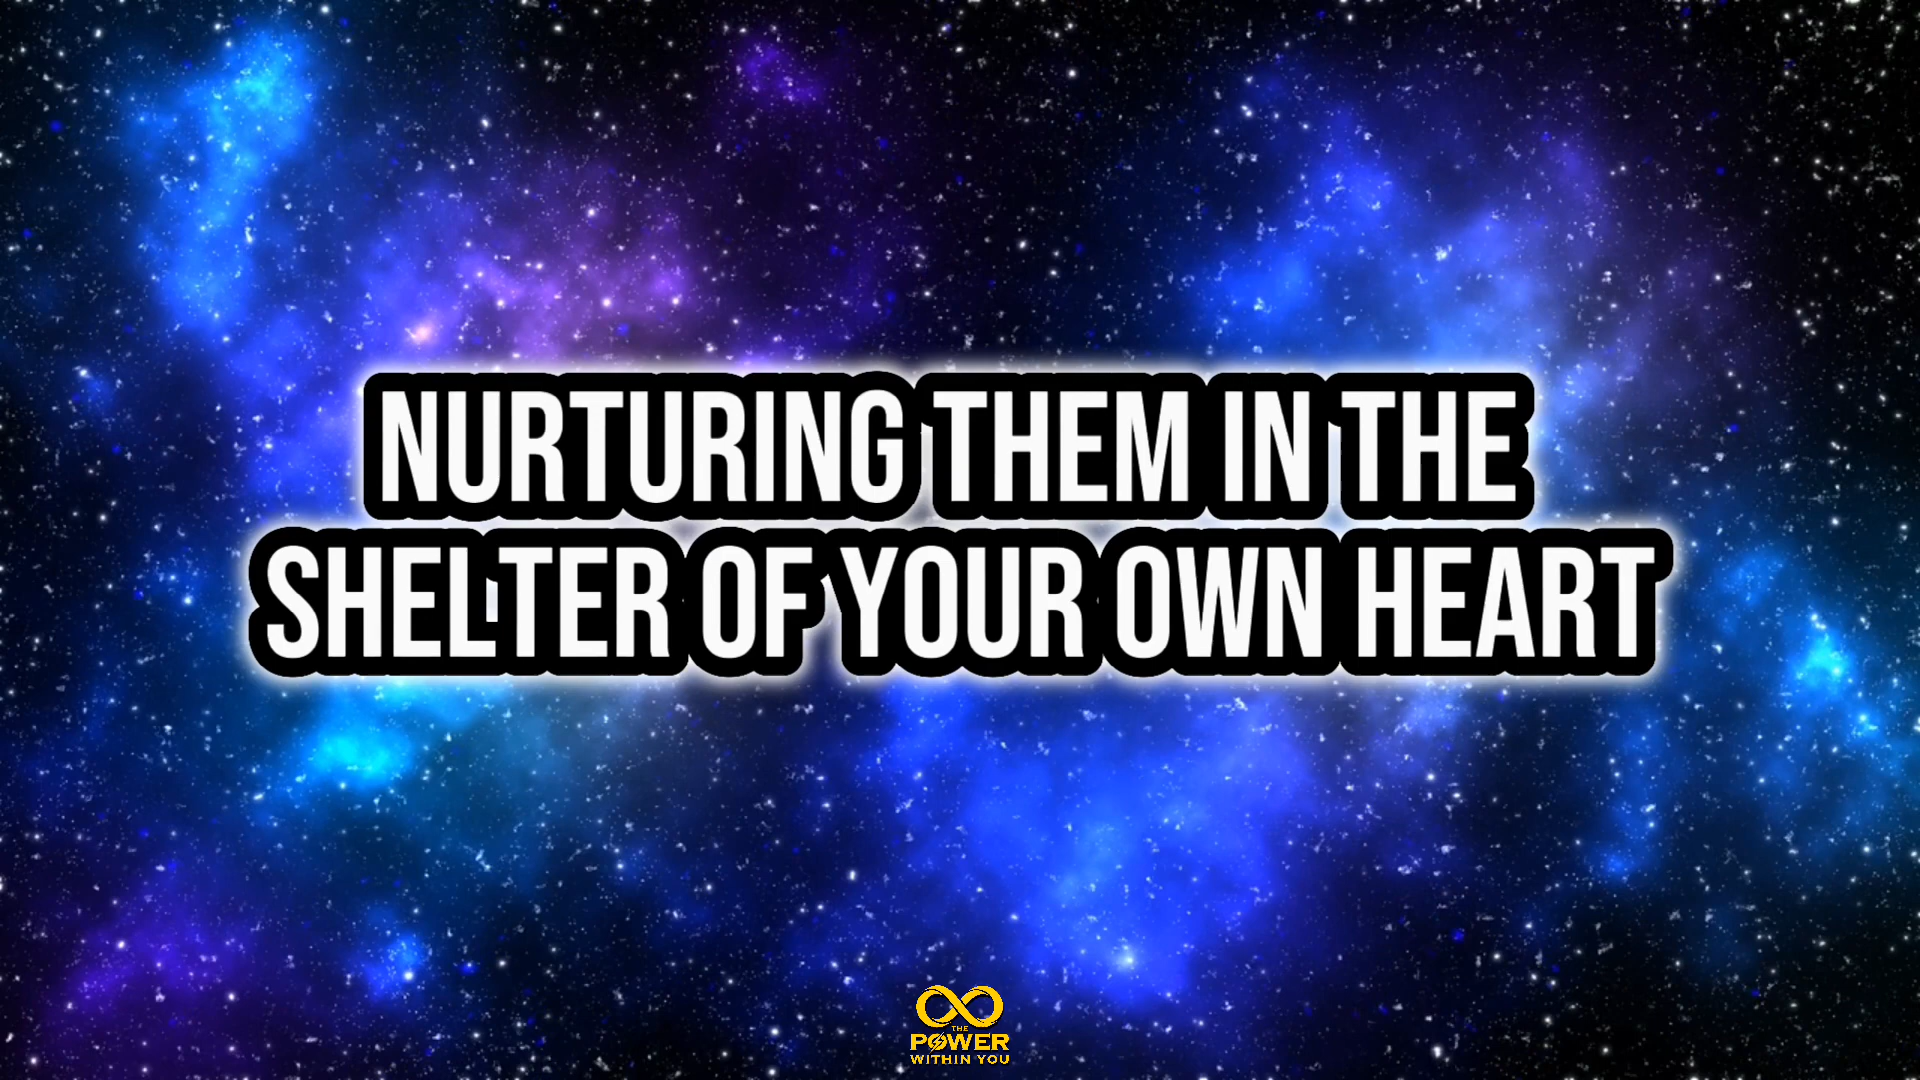 NURTURING THEM IN THE
SHELTER OF YOUR OWN HEART
THE
POWER
WITHIN YOU